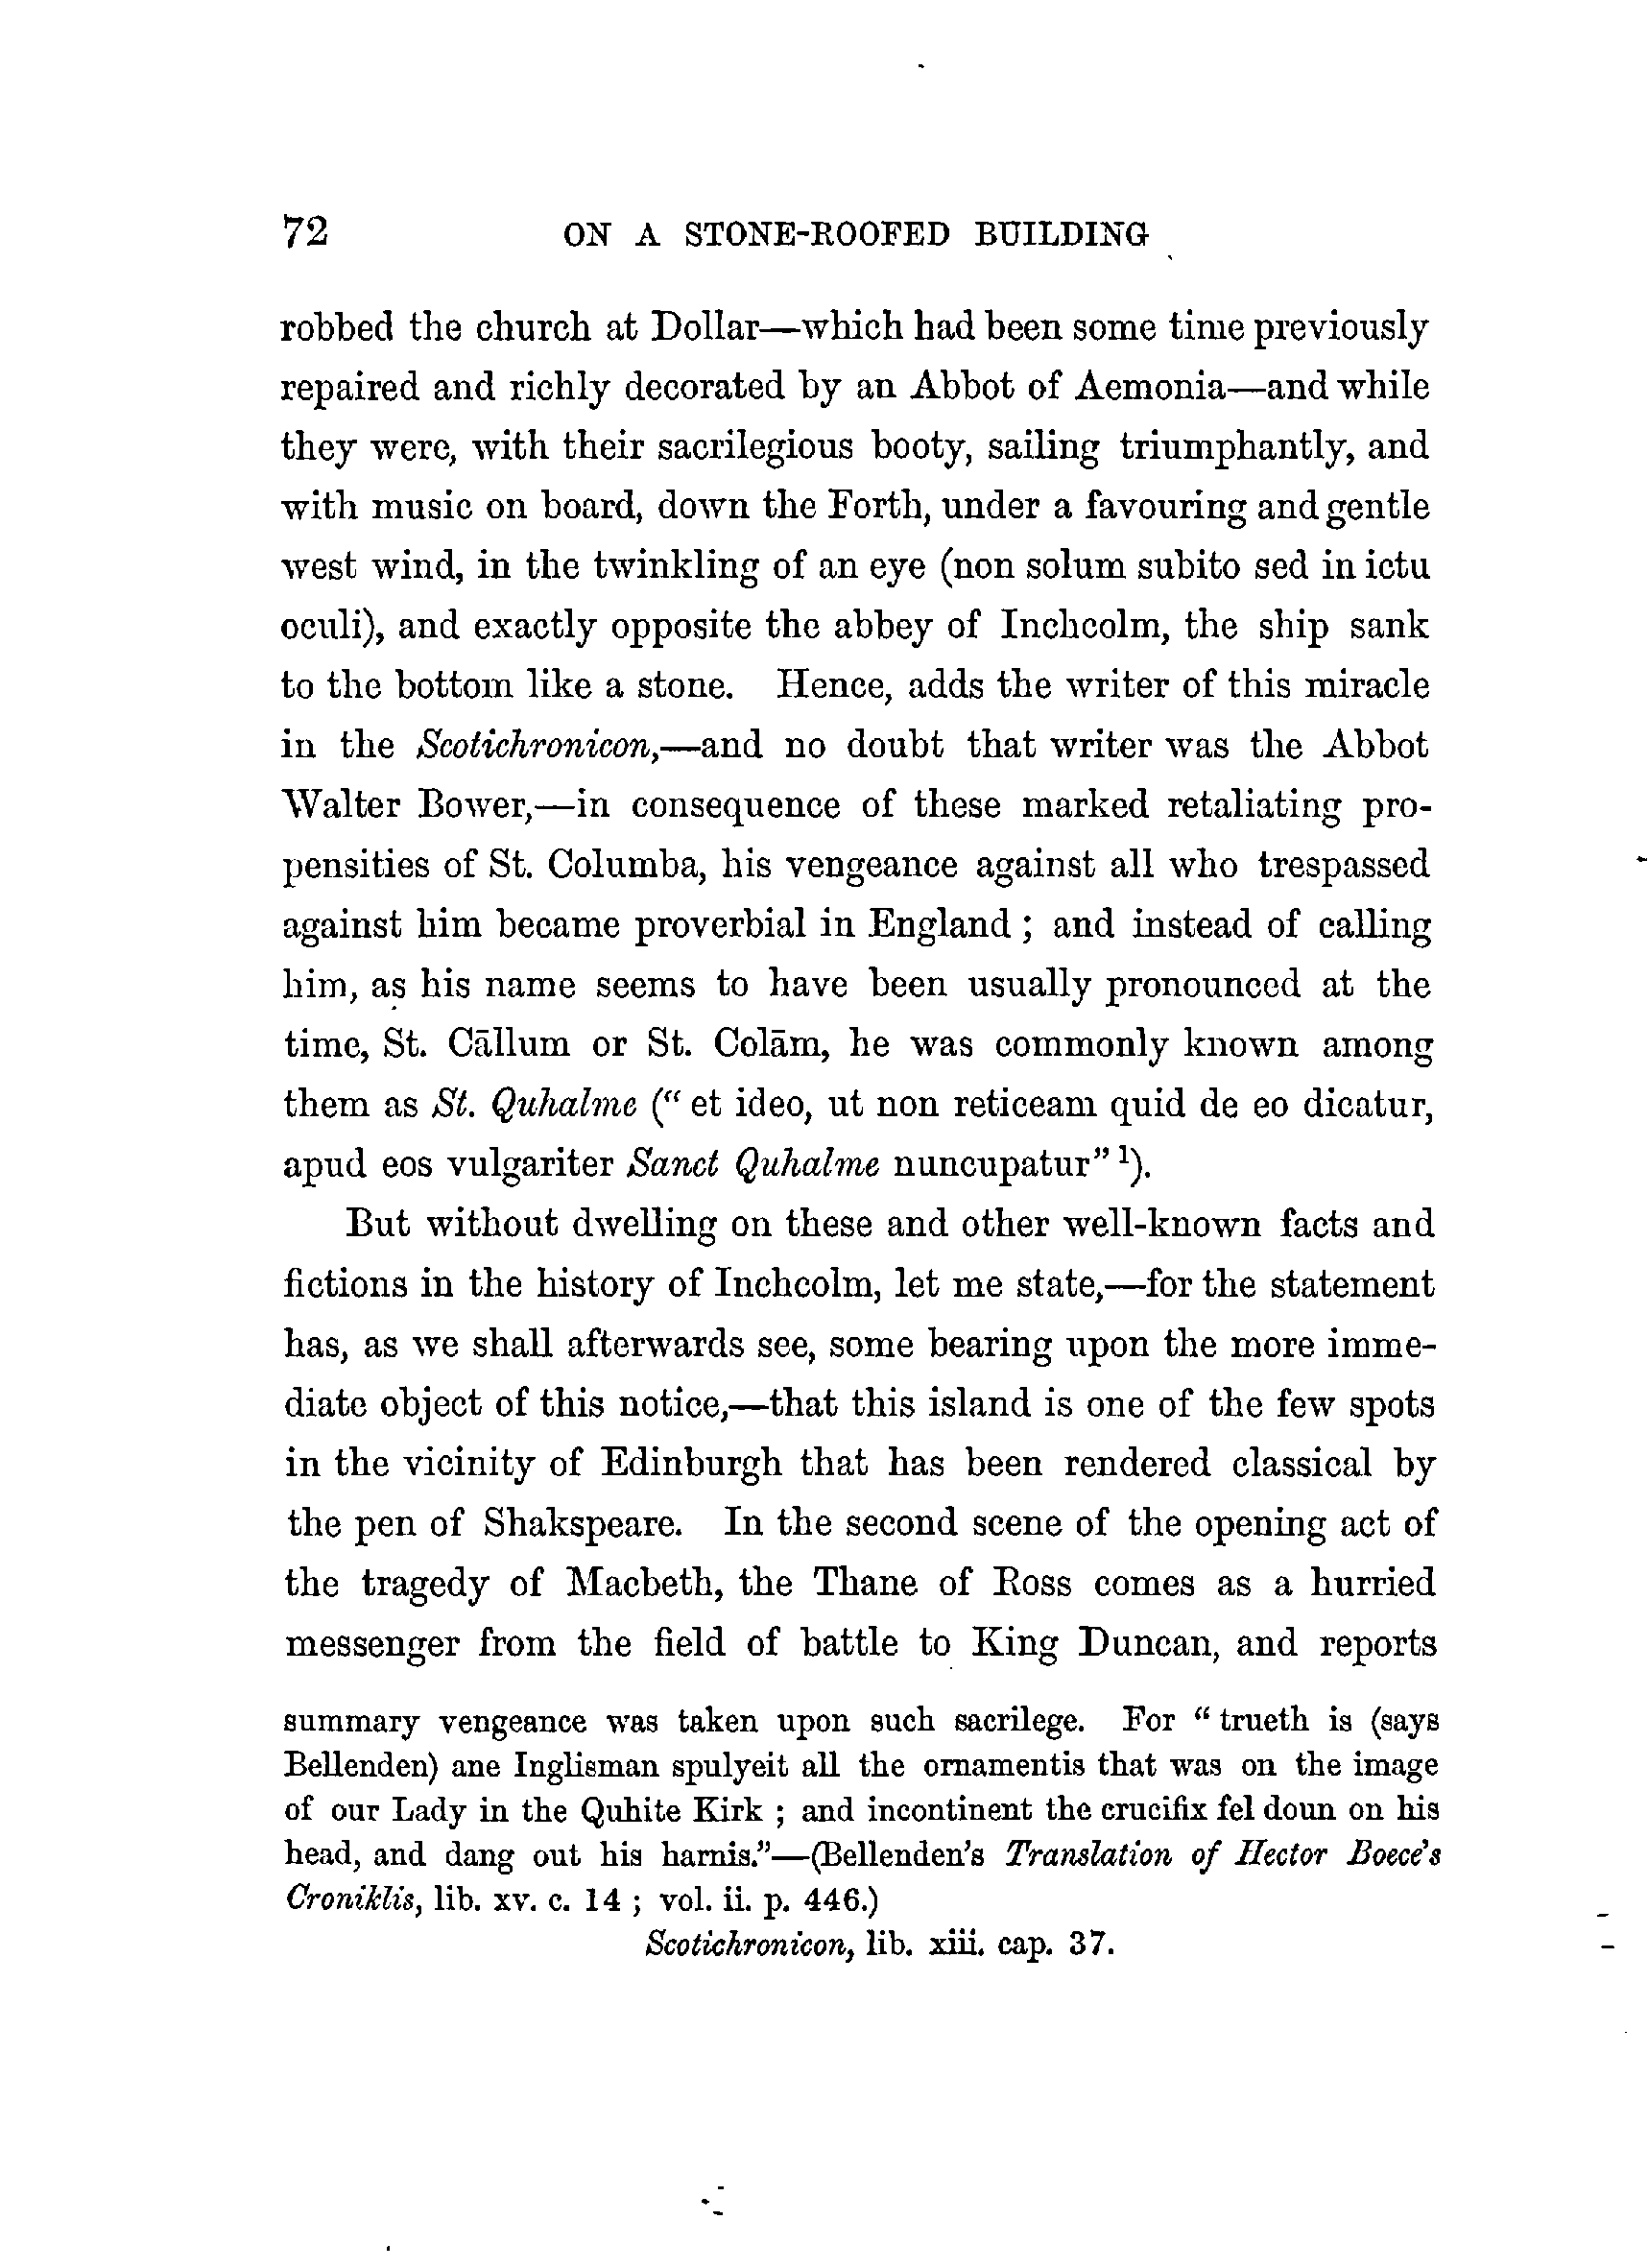 72 ON A STONE-ROOFED BUILDING
robbed the church at Dollar—which had been some time previously
repaired and richly decorated by an Abbot of Aemonia—and while
they were, with their sacrilegious booty, sailing triumphantly, and
with music on board, down the Forth, under a favouring and gentle
west wind, in the twinkling of an eye (non solum subito sed in ictu
oculi), and exactly opposite the abbey of Inchcolm, the ship sank
to the bottom like a stone. Hence, adds the writer of this miracle
in the Scotichronicon,—and no doubt that writer was the Abbot
Walter Bower,—in consequence of these marked retaliating pro-
pensities of St. Columba, his vengeance against all who trespassed
against him became proverbial in England ; and instead of calling
him, as his name seems to have been usually pronounced at the
time, St. Cāllum or St. Colām, he was commonly known among
them as St. Quhalme (“ et ideo, ut non reticeam quid de eo dicatur,
apud eos vulgariter Sanct Quhalme nuncupatur” ¹).
But without dwelling on these and other well-known facts and
fictions in the history of Inchcolm, let me state,—for the statement
has, as we shall afterwards see, some bearing upon the more imme-
diate object of this notice,—that this island is one of the few spots
in the vicinity of Edinburgh that has been rendered classical by
the pen of Shakspeare. In the second scene of the opening act of
the tragedy of Macbeth, the Thane of Ross comes as a hurried
messenger from the field of battle to King Duncan, and reports
summary vengeance was taken upon such sacrilege. For “ trueth is (says
Bellenden) ane Inglisman spulyeit all the ornamentis that was on the image
of our Lady in the Quhite Kirk ; and incontinent the crucifix fel doun on his
head, and dang out his harnis.”—(Bellenden’s Translation of Hector Boece’s
Croniklis, lib. xv. c. 14 ; vol. ii. p. 446.)
Scotichronicon, lib. xiii. cap. 37.